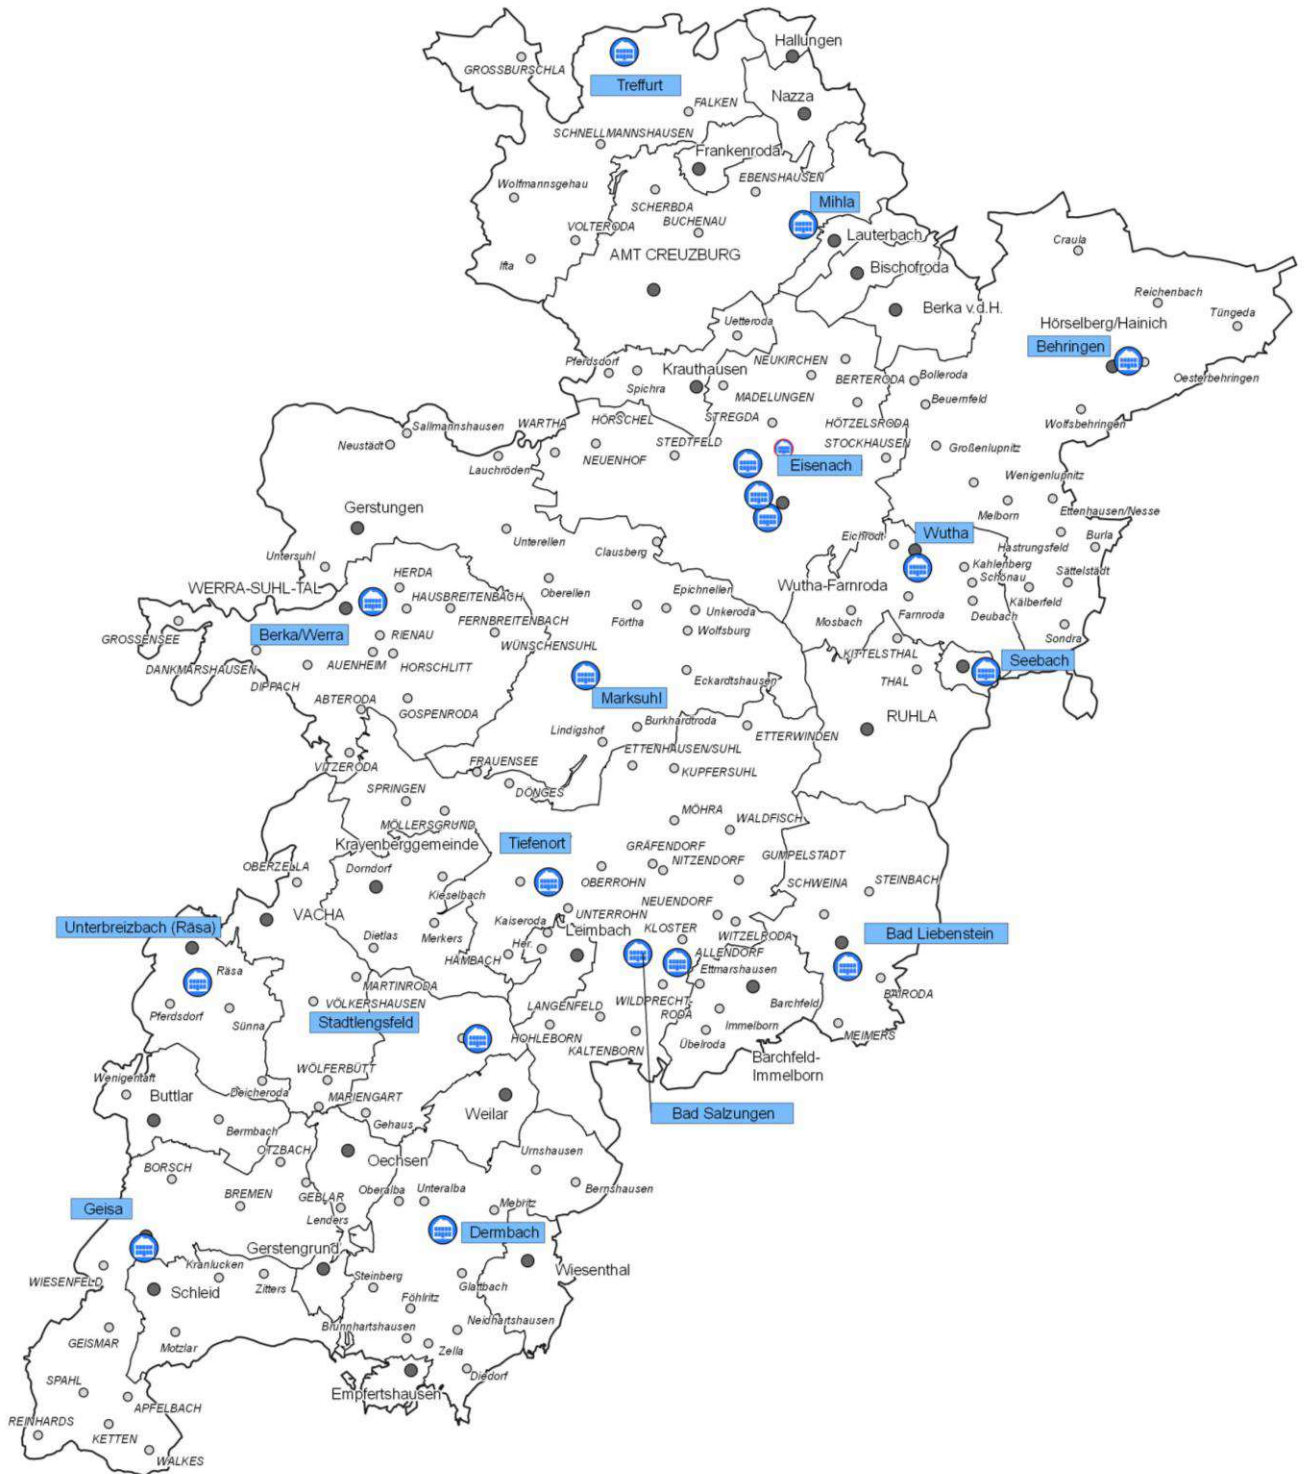 Hallungen
GROSSBURSCHLA
Treffurt
Nazza
FALKEN
SCHNELLMANNSHAUSEN
Frankenroda
EBENSHAUSEN
Wolfmannsgehau
SCHERBDA
Mihla
BUCHENAU
VOLTERODA
Lauterbach
Craula
AMT CREUZBURG
Ifta
Bischofroda
Reichenbach
Berka v.d.H.
Tüngeda
Hörselberg/Hainich
Uetteroda
Behringen
Pferdsdorf
NEUKIRCHEN
Krauthausen
Spichra
BERTERODA
Bolleroda
Oesterbehringen
MADELUNGEN
Beuernfeld
HÖRSCHEL
WARTHA
STREGDA
HÖTZELSRODA
Wolfsbehringen
Sallmannshausen
Neustädt
STEDTFELD
STOCKHAUSEN
Großenlupnitz
NEUENHOF
Lauchröden
Eisenach
Wenigenlupnitz
Gerstungen
Melborn
Ettenhausen/Nesse
Unterellen
Wutha
Burla
Eichrodt
Clausberg
Hastrungsfeld
Untersuhl
Kahlenberg
Schönau
Sättelstädt
HERDA
WERRA-SUHL-TAL
Oberellen
Epichnellen
Wutha-Farnroda
Kälberfeld
HAUSBREITENBACH
Unkeroda
Farnroda
Deubach
FERNBREITENBACH
Förtha
Mosbach
Berka/Werra
GROSSENSEE
RIENAU
Wolfsburg
Sondra
WÜNSCHENSUHL
KITTELSTHAL
Seebach
DANKMARSHAUSEN
AUENHEIM
HORSCHLITT
THAL
DIPPACH
Eckardtshausen
Marksuhl
ABTERODA
GOSPENRODA
RUHLA
Burkhardtroda
Lindigshof
ETTERWINDEN
ETTENHAUSEN/SUHL
VITZERODA
FRAUENSEE
KUPFERSUHL
SPRINGEN
DÖNGES
MÖHRA
MÖLLERSGRUND
WALDFISCH
Krayenberggemeinde
Tiefenort
GRÄFENDORF
GUMPELSTADT
NITZENDORF
OBERZELLA
Dorndorf
OBERROHN
SCHWEINA
STEINBACH
Kieselbach
NEUENDORF
VACHA
Kaiseroda
UNTERROHN
KLOSTER
WITZELRODA
Unterbreizbach (Räsa)
Merkers
Leimbach
Bad Liebenstein
Dietlas
Her.
HÄMBACH
ALLENDORF
Räsa
Ettmarshausen
MARTINRODA
BAIRODA
VÖLKERSHAUSEN
WILDPRECHT-
RODA
Barchfeld
Pferdsdorf
LANGENFELD
Sünna
Stadtlengsfeld
Immelborn
MEIMERS
HOHLEBORN
Übelroda
KALTENBORN
Barchfeld-
Immelborn
WÖLFERBÜTT
Wenigentaft
Deicheroda
Buttlar
MARIENGART
Weilar
Bad Salzungen
Gehaus
Bermbach
OTZBACH
Oechsen
Urnshausen
BORSCH
GEBLAR
Oberalba
Unteralba
Bernshausen
BREMEN
Geisa
Mebritz
Lenders
Dermbach
Gerstengrund
Kranlucken
Wiesenthal
WIESENFELD
Zitters
Steinberg
Glattbach
Schleid
Föhlritz
Neidhartshausen
Brunnhartshausen
GEISMAR
Motzlar
Zella
Diedorf
SPAHL
Empfertshausen
APFELBACH
REINHARDS
KETTEN
WALKES